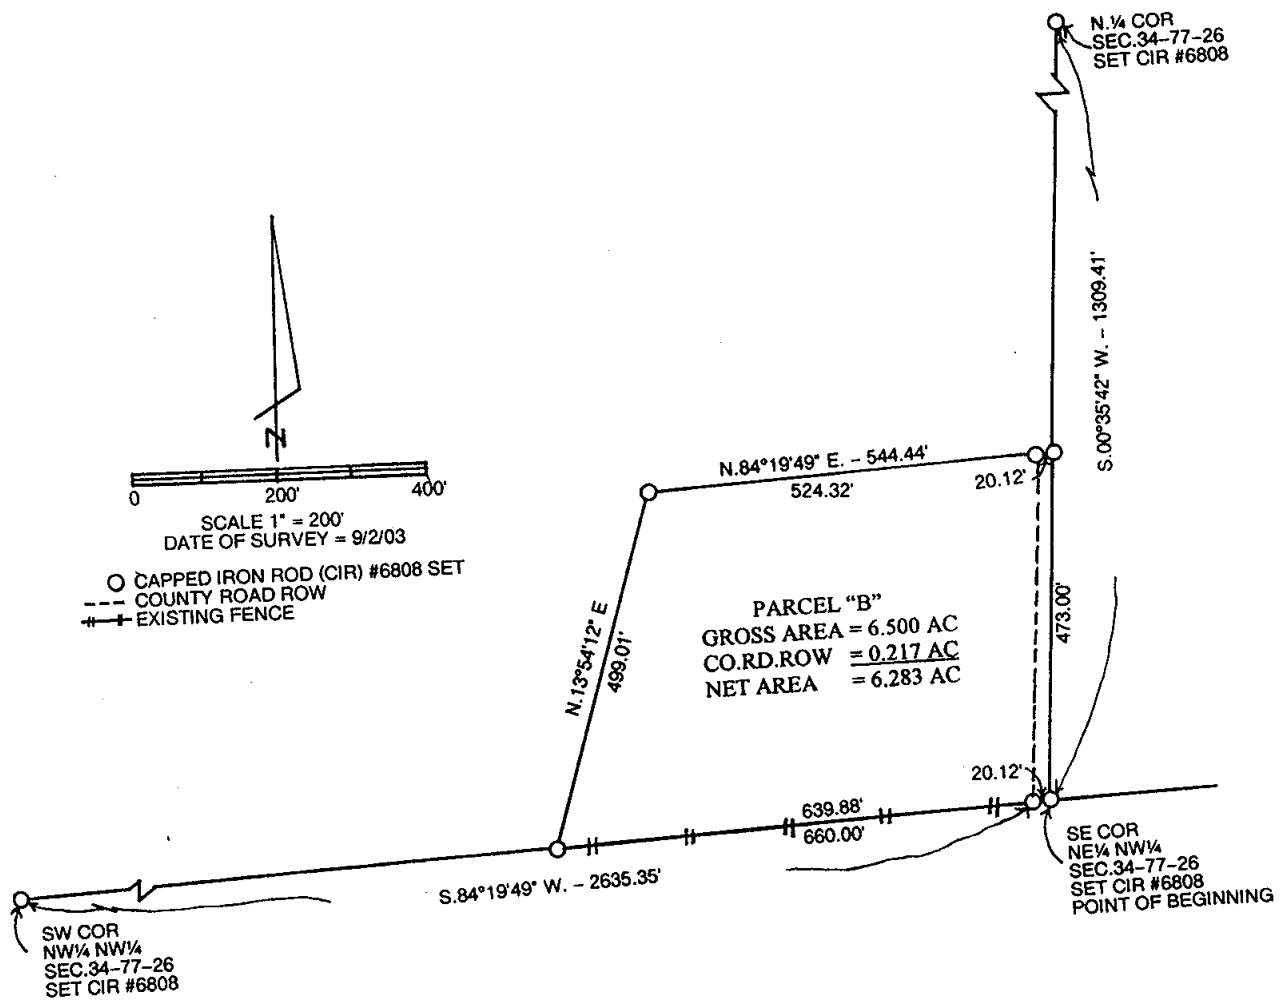 N.¼ COR
SEC.34–77–26
SET CIR #6808
S.00°35'42" W. – 1309.41'
N
0 200' 400'
SCALE 1" = 200'
DATE OF SURVEY = 9/2/03
CAPPED IRON ROD (CIR) #6808 SET
COUNTY ROAD ROW
EXISTING FENCE
N.84°19'49" E. – 544.44'
524.32'
20.12'
N.13°54'12" E
499.01'
PARCEL “B”
GROSS AREA = 6.500 AC
CO.RD.ROW = 0.217 AC
NET AREA = 6.283 AC
473.00'
20.12'
639.88'
660.00'
S.84°19'49" W. – 2635.35'
SE COR
NE¼ NW¼
SEC.34–77–26
SET CIR #6808
POINT OF BEGINNING
SW COR
NW¼ NW¼
SEC.34–77–26
SET CIR #6808